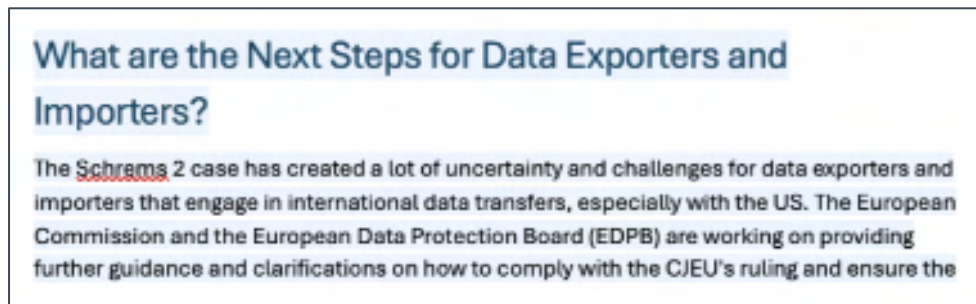 What are the Next Steps for Data Exporters and
Importers?
The Schrems 2 case has created a lot of uncertainty and challenges for data exporters and
importers that engage in international data transfers, especially with the US. The European
Commission and the European Data Protection Board (EDPB) are working on providing
further guidance and clarifications on how to comply with the CJEU's ruling and ensure the